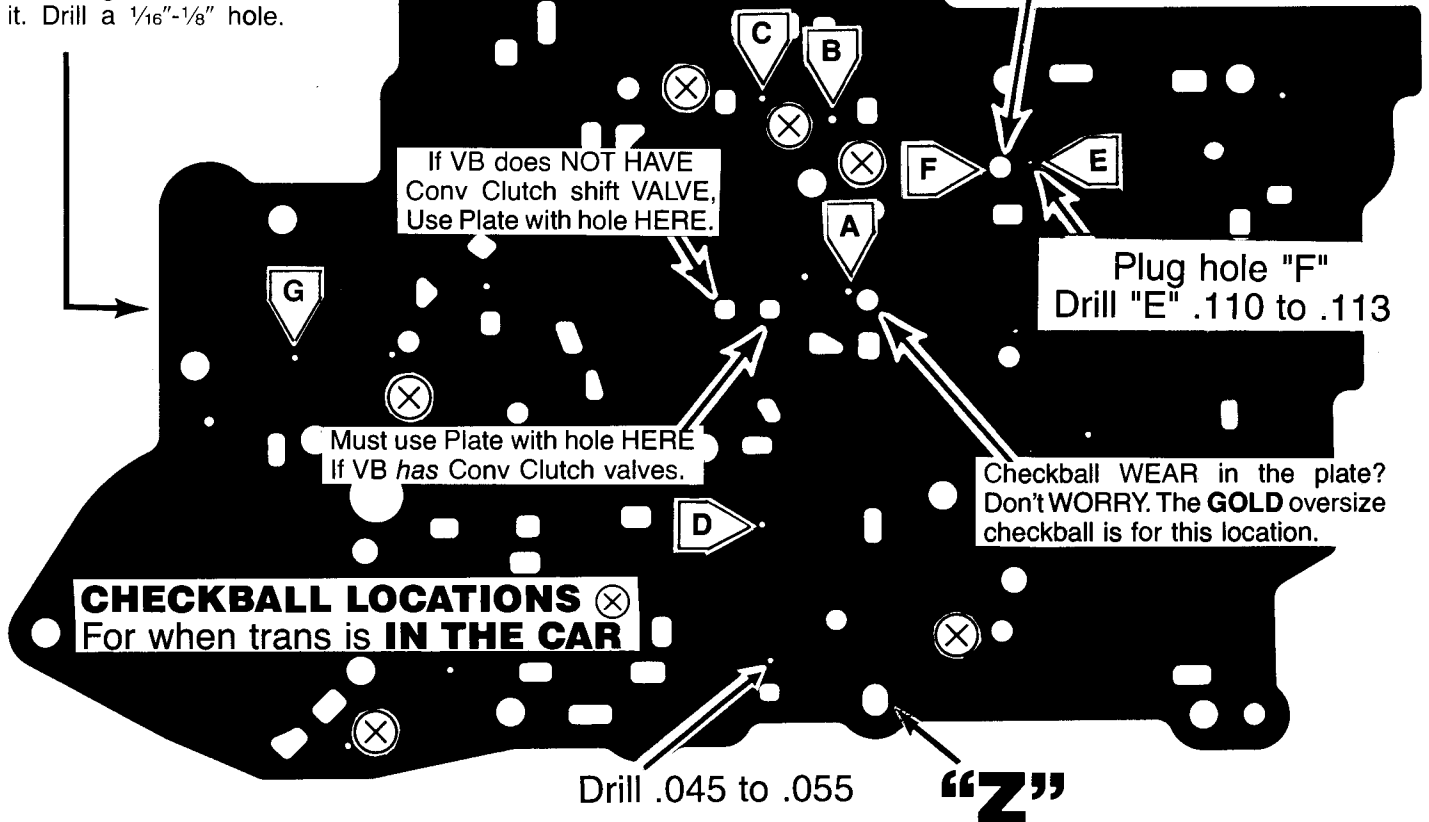 it. Drill a 1⁄16"-1⁄8" hole.
C
B
If VB does NOT HAVE
Conv Clutch shift VALVE,
Use Plate with hole HERE.
F
E
A
G
Plug hole "F"
Drill "E" .110 to .113
Must use Plate with hole HERE
If VB has Conv Clutch valves.
Checkball WEAR in the plate?
Don't WORRY. The GOLD oversize
checkball is for this location.
D
CHECKBALL LOCATIONS ⊗
For when trans is IN THE CAR
Drill .045 to .055
“Z”